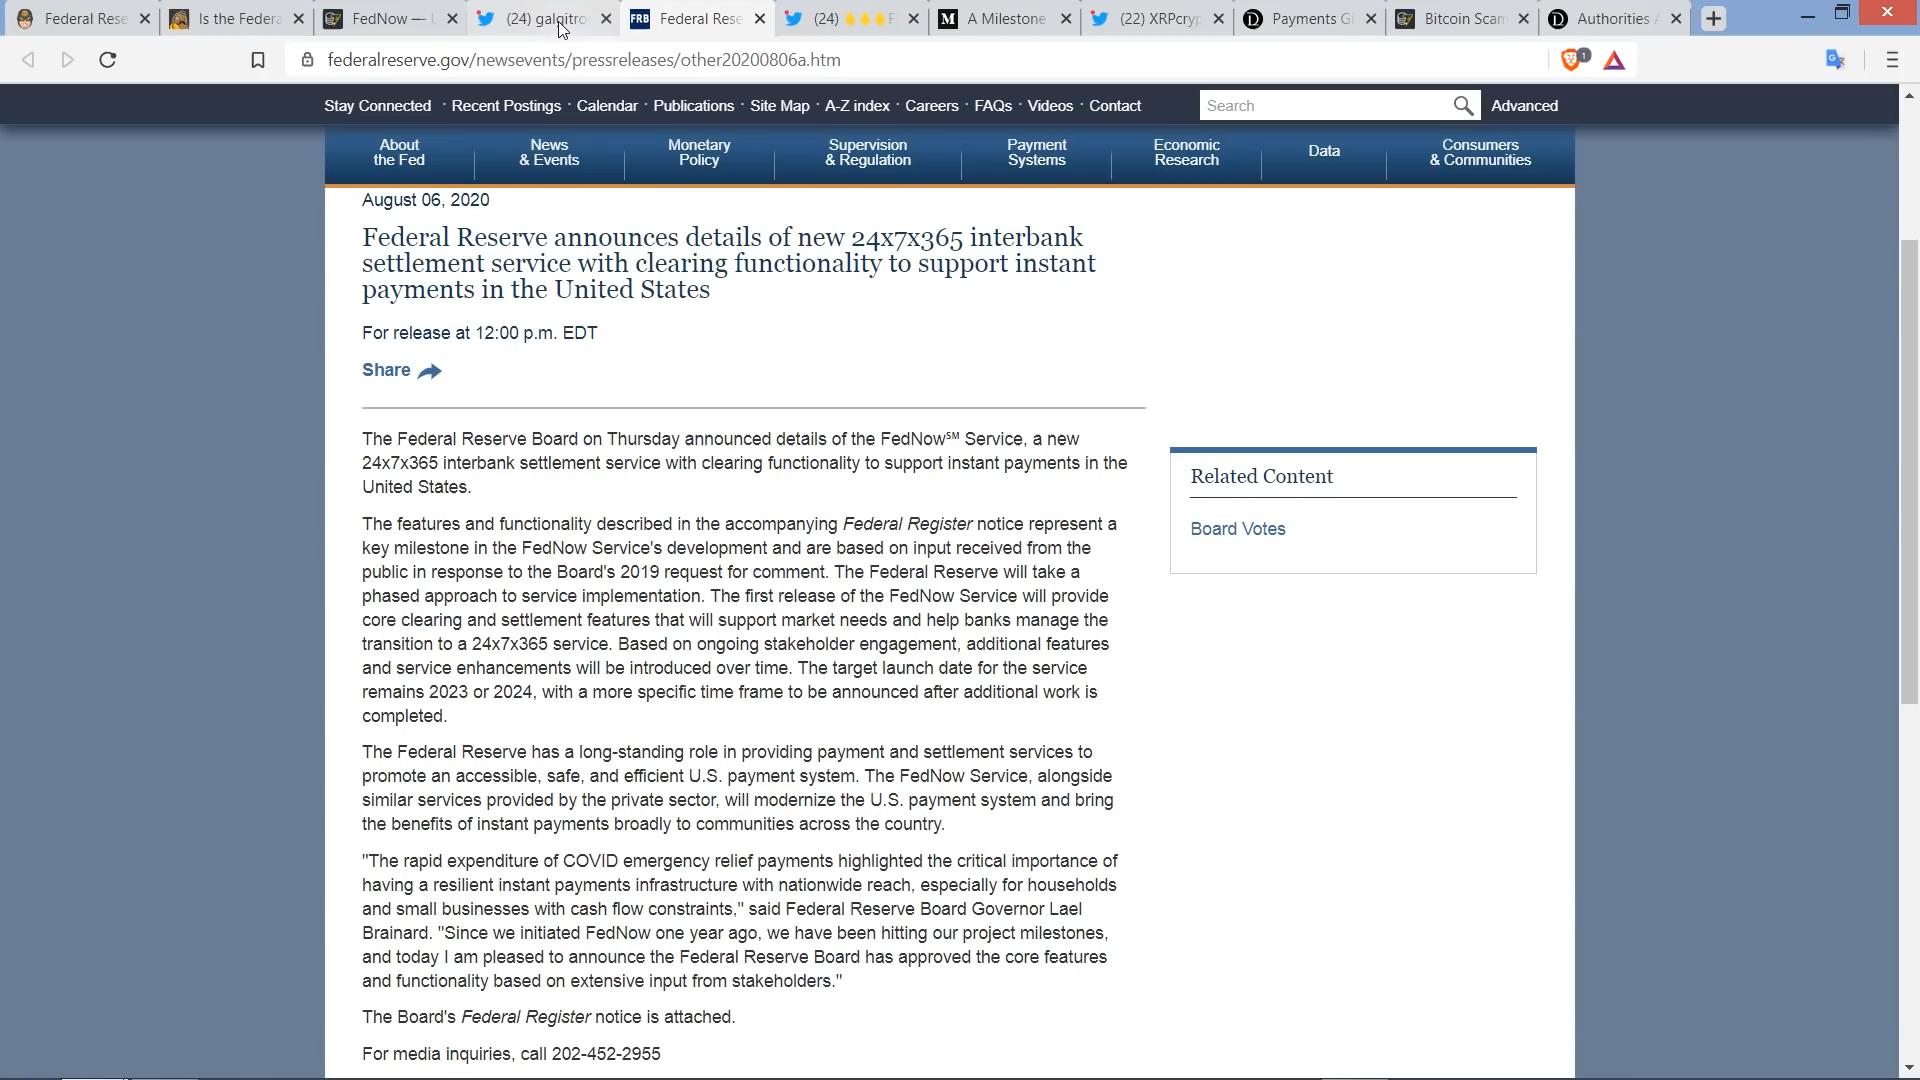 Federal Rese
Is the Federa
FedNow —
(24) galgitro
FRB Federal Rese
(24)
M A Milestone
(22) XRPcryp
D Payments Gi
Bitcoin Scam
D Authorities A
federalreserve.gov/newsevents/pressreleases/other20200806a.htm
1
Stay Connected · Recent Postings · Calendar · Publications · Site Map · A-Z index · Careers · FAQs · Videos · Contact
Search
Advanced
About
the Fed
News
& Events
Monetary
Policy
Supervision
& Regulation
Payment
Systems
Economic
Research
Data
Consumers
& Communities
August 06, 2020
Federal Reserve announces details of new 24x7x365 interbank
settlement service with clearing functionality to support instant
payments in the United States
For release at 12:00 p.m. EDT
Share
The Federal Reserve Board on Thursday announced details of the FedNow℠ Service, a new
24x7x365 interbank settlement service with clearing functionality to support instant payments in the
United States.
The features and functionality described in the accompanying Federal Register notice represent a
key milestone in the FedNow Service's development and are based on input received from the
public in response to the Board's 2019 request for comment. The Federal Reserve will take a
phased approach to service implementation. The first release of the FedNow Service will provide
core clearing and settlement features that will support market needs and help banks manage the
transition to a 24x7x365 service. Based on ongoing stakeholder engagement, additional features
and service enhancements will be introduced over time. The target launch date for the service
remains 2023 or 2024, with a more specific time frame to be announced after additional work is
completed.
The Federal Reserve has a long-standing role in providing payment and settlement services to
promote an accessible, safe, and efficient U.S. payment system. The FedNow Service, alongside
similar services provided by the private sector, will modernize the U.S. payment system and bring
the benefits of instant payments broadly to communities across the country.
"The rapid expenditure of COVID emergency relief payments highlighted the critical importance of
having a resilient instant payments infrastructure with nationwide reach, especially for households
and small businesses with cash flow constraints," said Federal Reserve Board Governor Lael
Brainard. "Since we initiated FedNow one year ago, we have been hitting our project milestones,
and today I am pleased to announce the Federal Reserve Board has approved the core features
and functionality based on extensive input from stakeholders."
The Board's Federal Register notice is attached.
For media inquiries, call 202-452-2955
Related Content
Board Votes